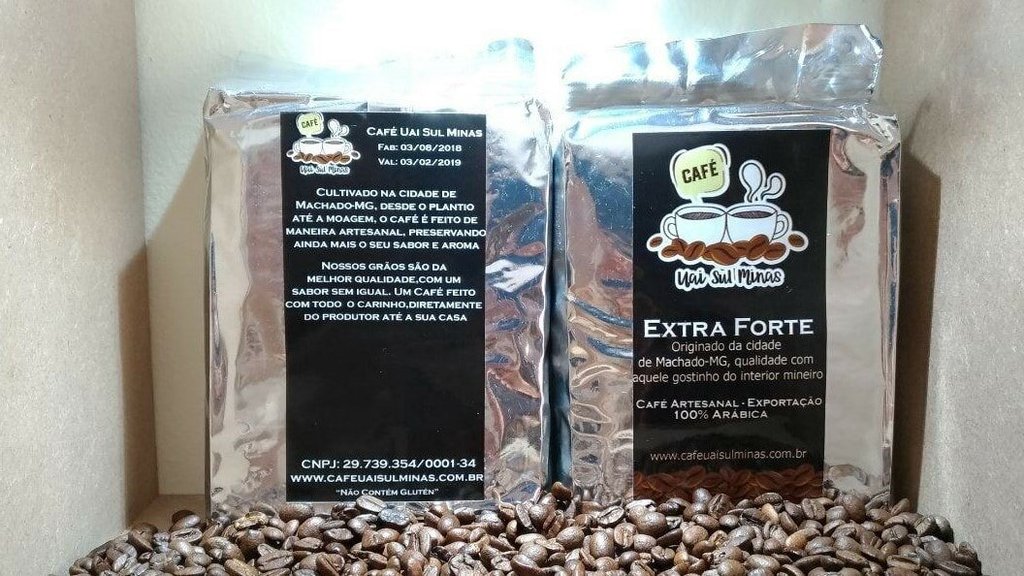 CAFÉ
Uai Sul Minas
CAFÉ UAI SUL MINAS
FAB: 03/08/2018
VAL: 03/02/2019
CULTIVADO NA CIDADE DE
MACHADO-MG, DESDE O PLANTIO
ATÉ A MOAGEM, O CAFÉ É FEITO DE
MANEIRA ARTESANAL, PRESERVANDO
AINDA MAIS O SEU SABOR E AROMA
NOSSOS GRÃOS SÃO DA
MELHOR QUALIDADE,COM UM
SABOR SEM IGUAL. UM CAFÉ FEITO
COM TODO O CARINHO,DIRETAMENTE
DO PRODUTOR ATÉ A SUA CASA
CNPJ: 29.739.354/0001-34
WWW.CAFEUAISULMINAS.COM.BR
"NÃO CONTÉM GLUTÉN"
CAFÉ
Uai Sul Minas
EXTRA FORTE
Originado da cidade
de Machado-MG, qualidade com
aquele gostinho do interior mineiro
CAFÉ ARTESANAL - EXPORTAÇÃO
100% ARÁBICA
www.cafeuaisulminas.com.br